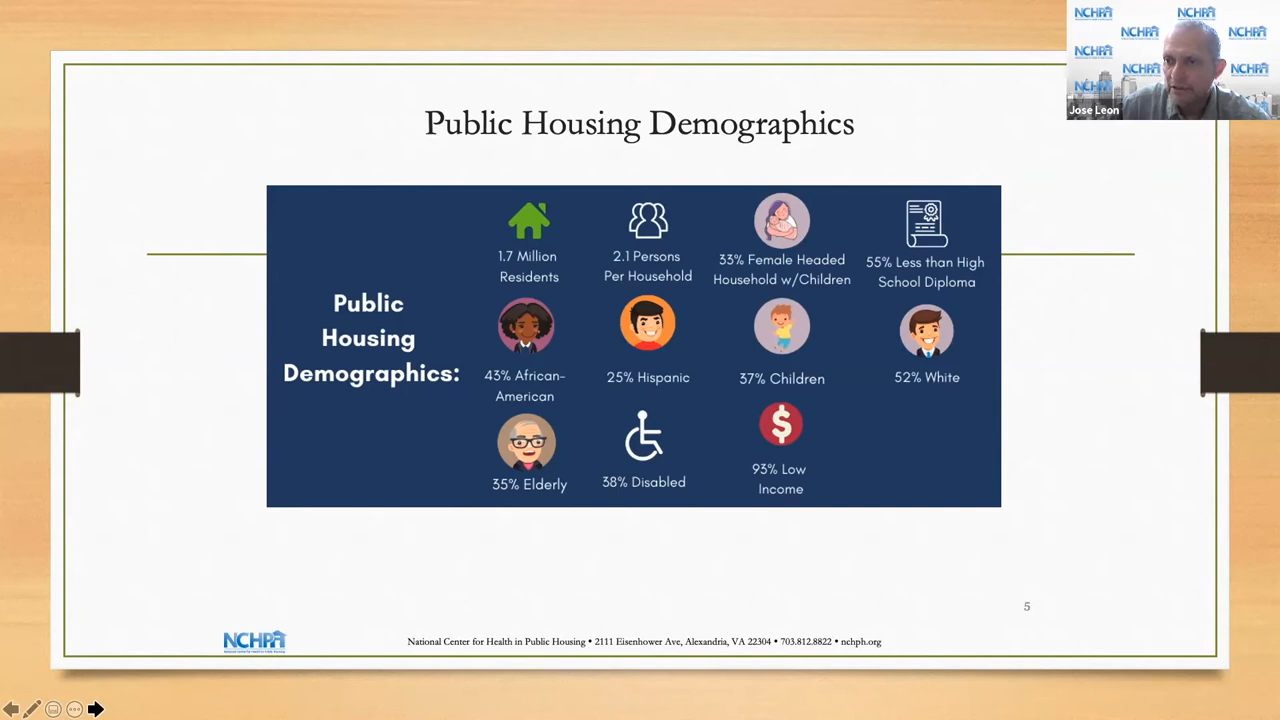 NCHPH
NCHPH
NCHPH
NCHPH
NCHPH
NCHPH
NCHPH
Jose Leon
Public Housing Demographics
Public
Housing
Demographics:
1.7 Million
Residents
2.1 Persons
Per Household
33% Female Headed
Household w/Children
55% Less than High
School Diploma
43% African-
American
25% Hispanic
37% Children
52% White
35% Elderly
38% Disabled
$
93% Low
Income
5
NCHPH
National Center for Health in Public Housing • 2111 Eisenhower Ave, Alexandria, VA 22304 • 703.812.8822 • nchph.org